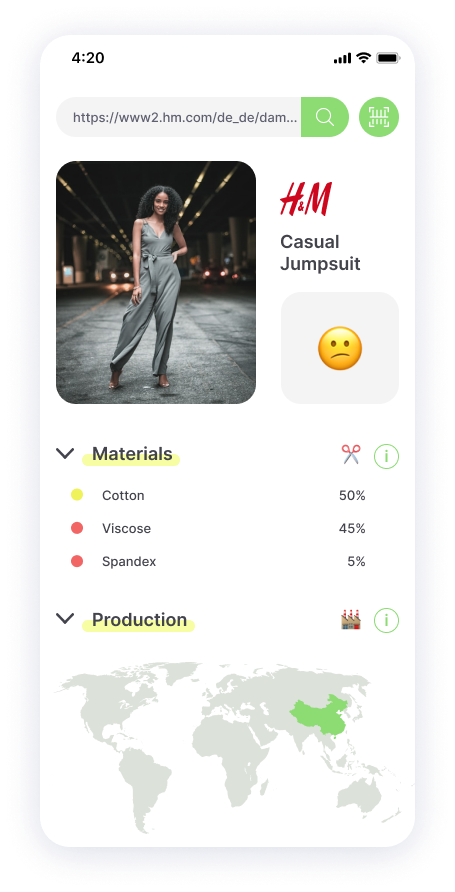 4:20
https://www2.hm.com/de_de/dam...
H&M
Casual
Jumpsuit
Materials
i
Cotton 50%
Viscose 45%
Spandex 5%
Production
i